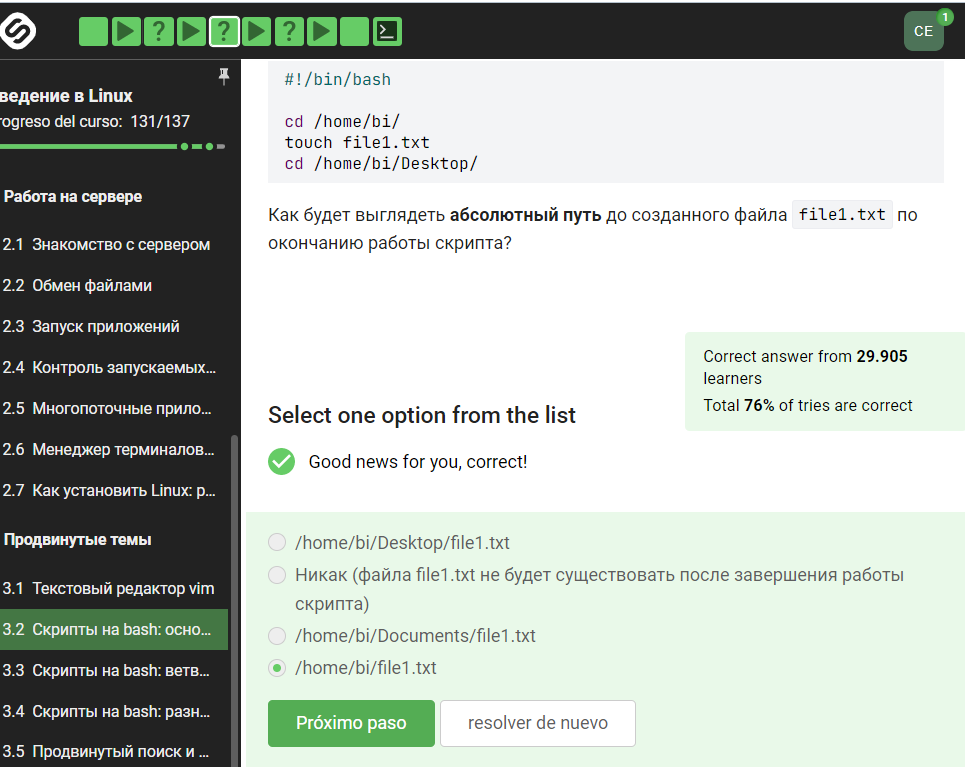 ? ? ?
CE
1
ведение в Linux
rogreso del curso: 131/137
Работа на сервере
2.1 Знакомство с сервером
2.2 Обмен файлами
2.3 Запуск приложений
2.4 Контроль запускаемых...
2.5 Многопоточные прило...
2.6 Менеджер терминалов...
2.7 Как установить Linux: р...
Продвинутые темы
3.1 Текстовый редактор vim
3.2 Скрипты на bash: осно...
3.3 Скрипты на bash: ветв...
3.4 Скрипты на bash: разн...
3.5 Продвинутый поиск и ...
#!/bin/bash
cd /home/bi/
touch file1.txt
cd /home/bi/Desktop/
Как будет выглядеть абсолютный путь до созданного файла file1.txt по
окончанию работы скрипта?
Correct answer from 29.905
learners
Total 76% of tries are correct
Select one option from the list
Good news for you, correct!
/home/bi/Desktop/file1.txt
Никак (файла file1.txt не будет существовать после завершения работы
скрипта)
/home/bi/Documents/file1.txt
/home/bi/file1.txt
Próximo paso
resolver de nuevo